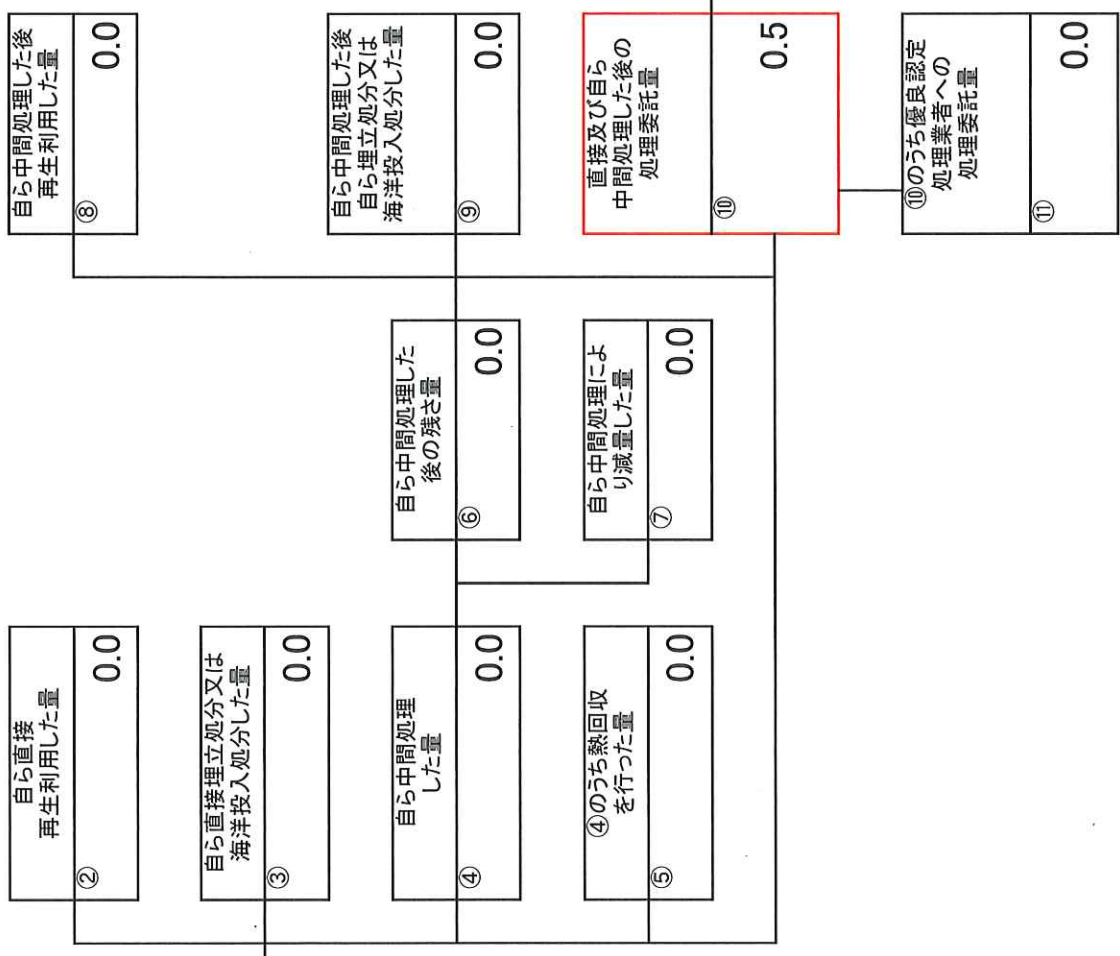 自ら直接
再生利用した量
②
0.0
自ら直接埋立処分又は
海洋投入処分した量
③
0.0
自ら中間処理
した量
④
0.0
④のうち熱回収
を行った量
⑤
0.0
自ら中間処理した
後の残さ量
⑥
0.0
自ら中間処理によ
り減量した量
⑦
0.0
自ら中間処理した後
再生利用した量
⑧
0.0
自ら中間処理した後
自ら埋立処分又は
海洋投入処分した量
⑨
0.0
直接及び自ら
中間処理した後の
処理委託量
⑩
0.5
⑩のうち優良認定
処理業者への
処理委託量
⑪
0.0